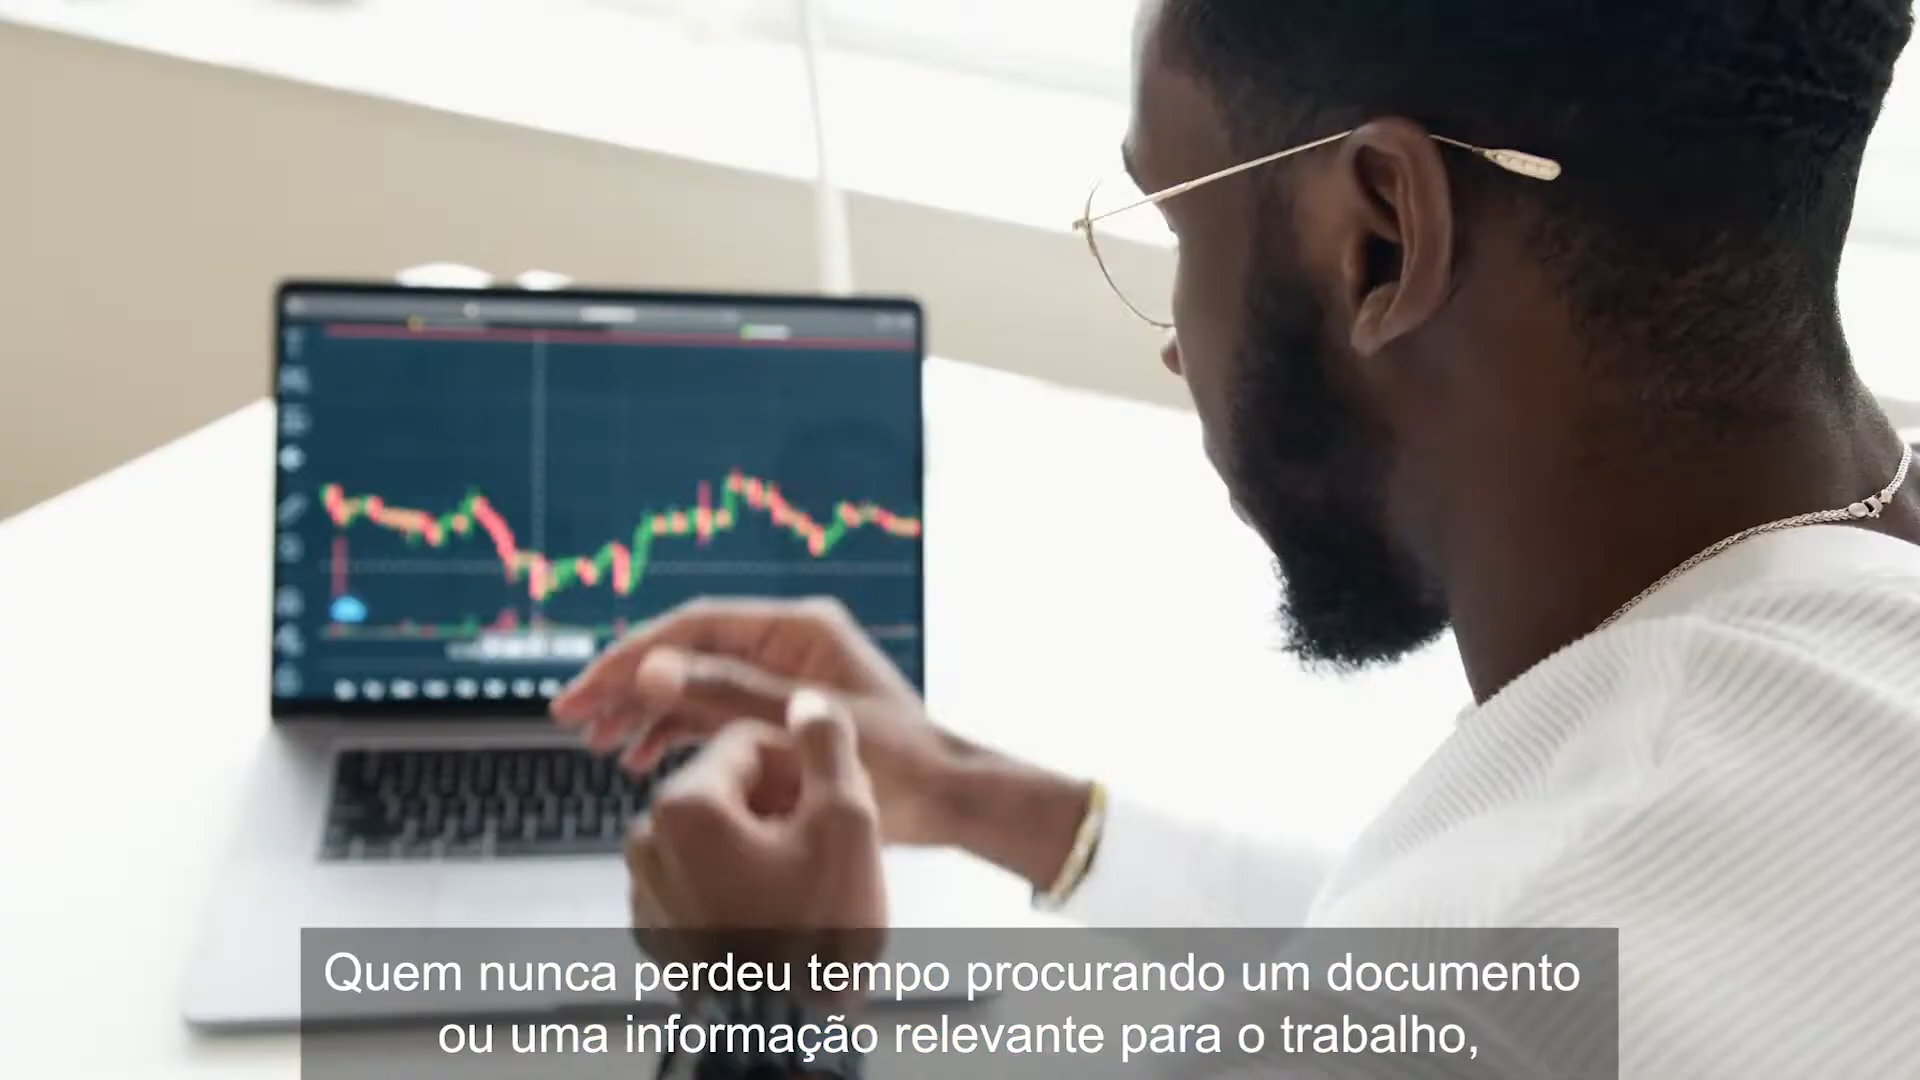 Quem nunca perdeu tempo procurando um documento
ou uma informação relevante para o trabalho,